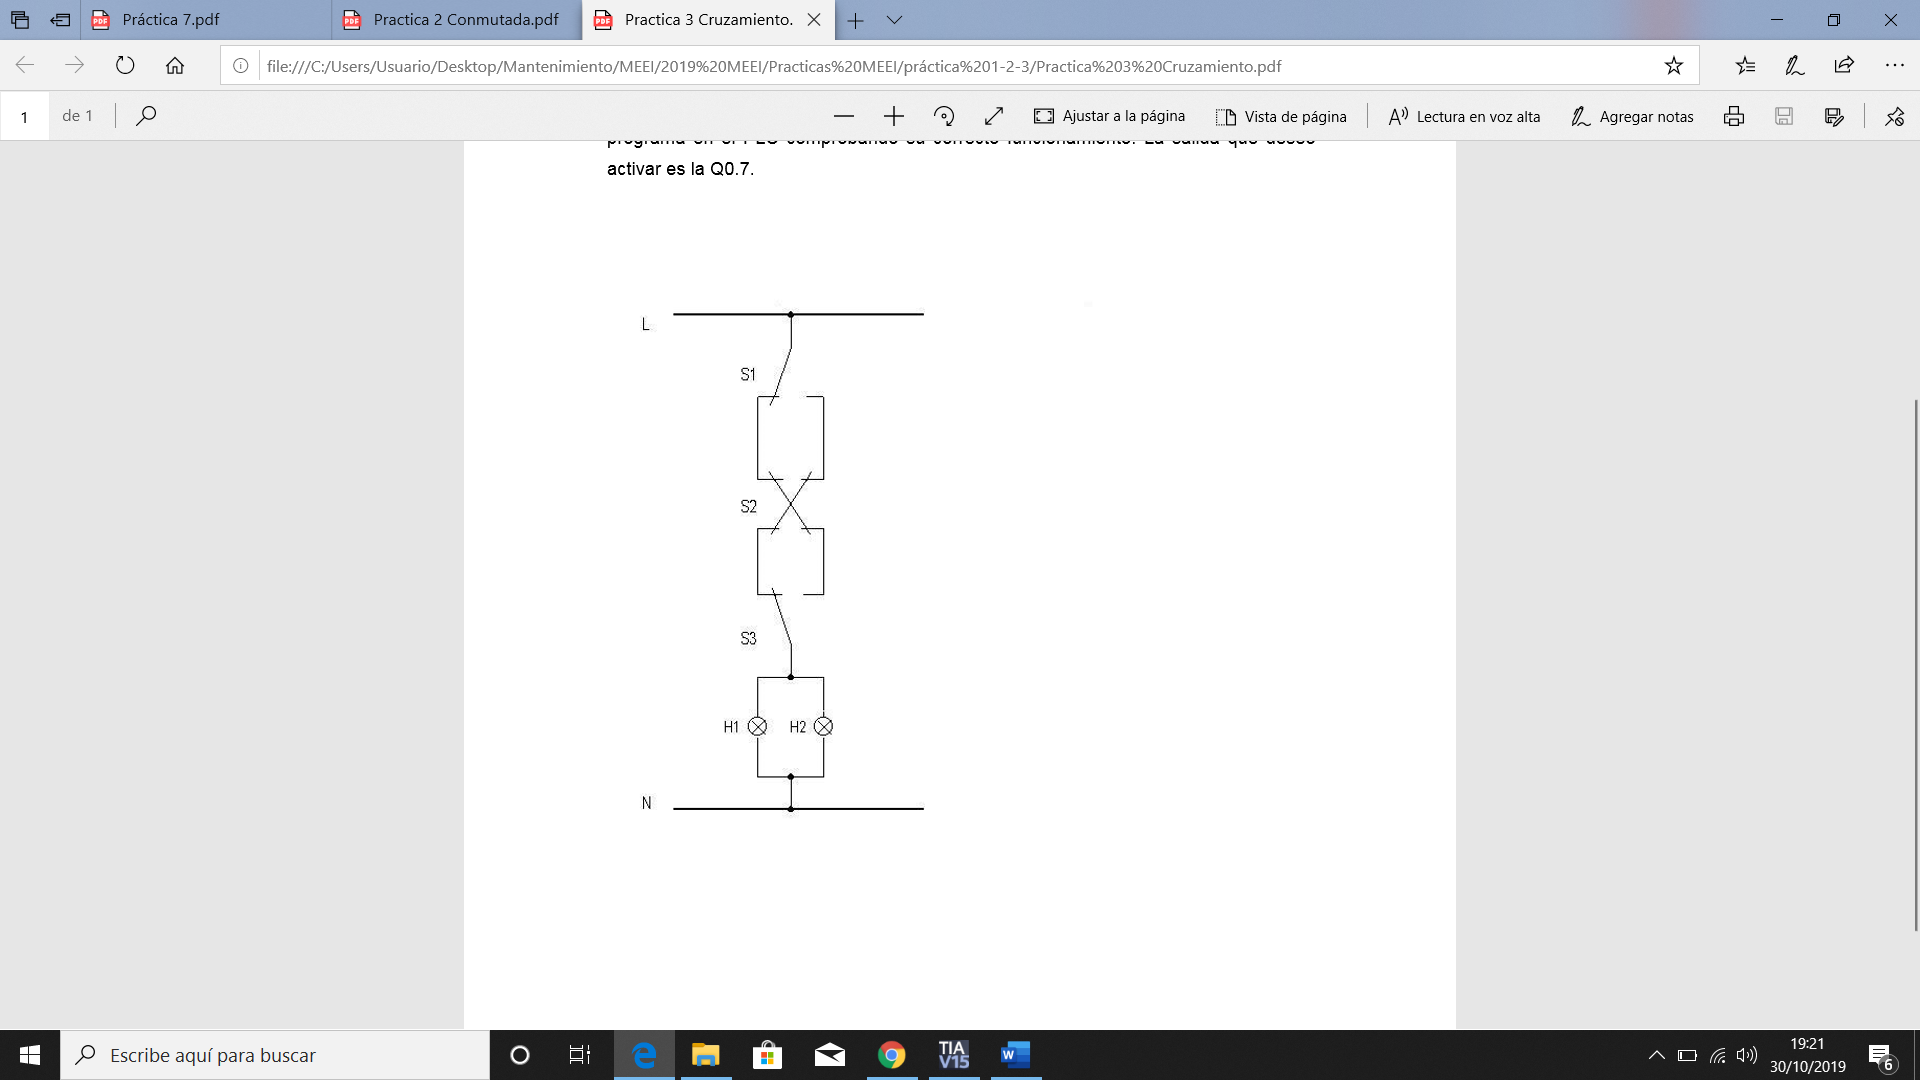 Práctica 7.pdf
Practica 2 Conmutada.pdf
Practica 3 Cruzamiento.
file:///C:/Users/Usuario/Desktop/Mantenimiento/MEEI/2019%20MEEI/Practicas%20MEEI/práctica%201-2-3/Practica%203%20Cruzamiento.pdf
1 de 1
Ajustar a la página
Vista de página
Lectura en voz alta
Agregar notas
activar es la Q0.7.
L
S1
S2
S3
H1 H2
N
Escribe aquí para buscar
TIA
V15
19:21
30/10/2019
6